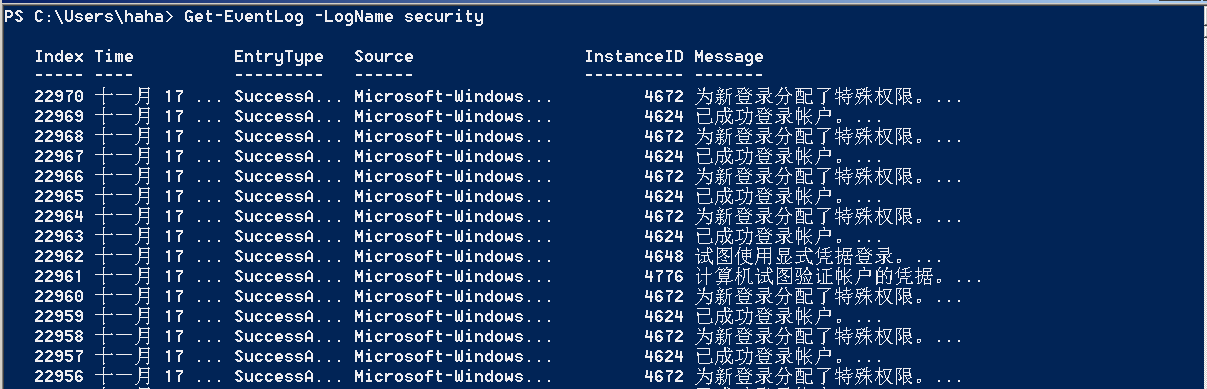 PS C:\Users\haha> Get-EventLog -LogName security
Index Time EntryType Source InstanceID Message
----- ---- --------- ------ ---------- -------
22970 十一月 17 ... SuccessA... Microsoft-Windows... 4672 为新登录分配了特殊权限。...
22969 十一月 17 ... SuccessA... Microsoft-Windows... 4624 已成功登录帐户。...
22968 十一月 17 ... SuccessA... Microsoft-Windows... 4672 为新登录分配了特殊权限。...
22967 十一月 17 ... SuccessA... Microsoft-Windows... 4624 已成功登录帐户。...
22966 十一月 17 ... SuccessA... Microsoft-Windows... 4672 为新登录分配了特殊权限。...
22965 十一月 17 ... SuccessA... Microsoft-Windows... 4624 已成功登录帐户。...
22964 十一月 17 ... SuccessA... Microsoft-Windows... 4672 为新登录分配了特殊权限。...
22963 十一月 17 ... SuccessA... Microsoft-Windows... 4624 已成功登录帐户。...
22962 十一月 17 ... SuccessA... Microsoft-Windows... 4648 试图使用显式凭据登录。...
22961 十一月 17 ... SuccessA... Microsoft-Windows... 4776 计算机试图验证帐户的凭据。...
22960 十一月 17 ... SuccessA... Microsoft-Windows... 4672 为新登录分配了特殊权限。...
22959 十一月 17 ... SuccessA... Microsoft-Windows... 4624 已成功登录帐户。...
22958 十一月 17 ... SuccessA... Microsoft-Windows... 4672 为新登录分配了特殊权限。...
22957 十一月 17 ... SuccessA... Microsoft-Windows... 4624 已成功登录帐户。...
22956 十一月 17 ... SuccessA... Microsoft-Windows... 4672 为新登录分配了特殊权限。...